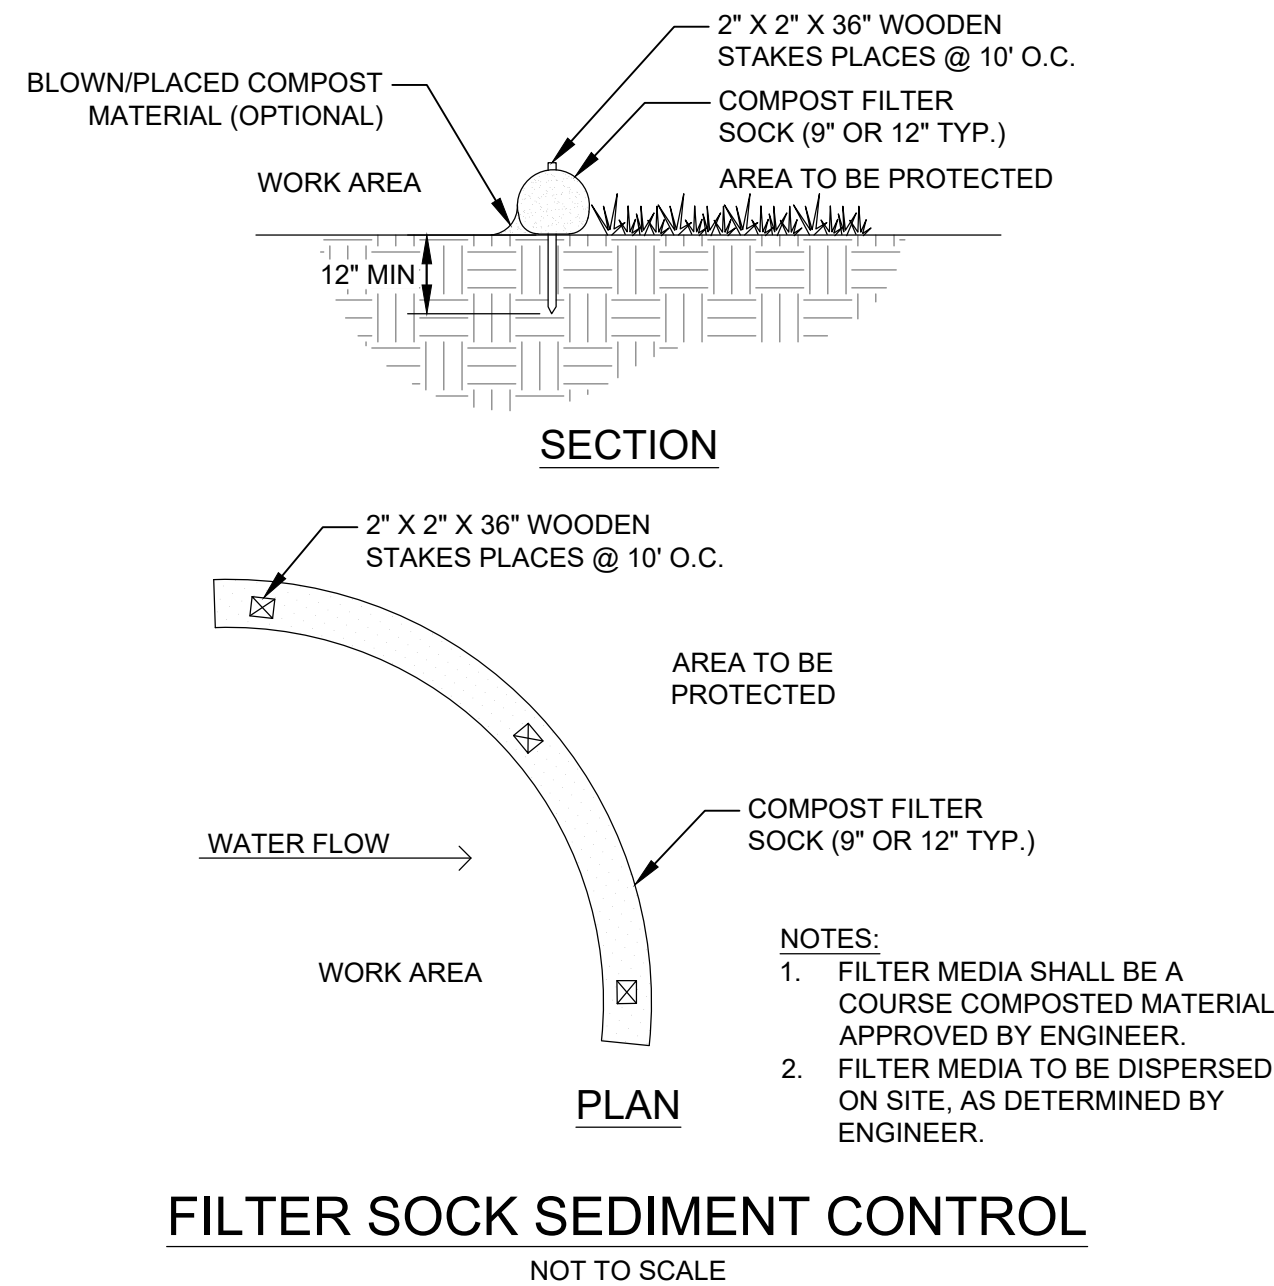 2" X 2" X 36" WOODEN
STAKES PLACES @ 10' O.C.
BLOWN/PLACED COMPOST
MATERIAL (OPTIONAL)
COMPOST FILTER
SOCK (9" OR 12" TYP.)
WORK AREA
AREA TO BE PROTECTED
12" MIN
SECTION
2" X 2" X 36" WOODEN
STAKES PLACES @ 10' O.C.
AREA TO BE
PROTECTED
COMPOST FILTER
SOCK (9" OR 12" TYP.)
WATER FLOW
WORK AREA
NOTES:
1. FILTER MEDIA SHALL BE A
COURSE COMPOSTED MATERIAL
APPROVED BY ENGINEER.
2. FILTER MEDIA TO BE DISPERSED
ON SITE, AS DETERMINED BY
ENGINEER.
PLAN
FILTER SOCK SEDIMENT CONTROL
NOT TO SCALE